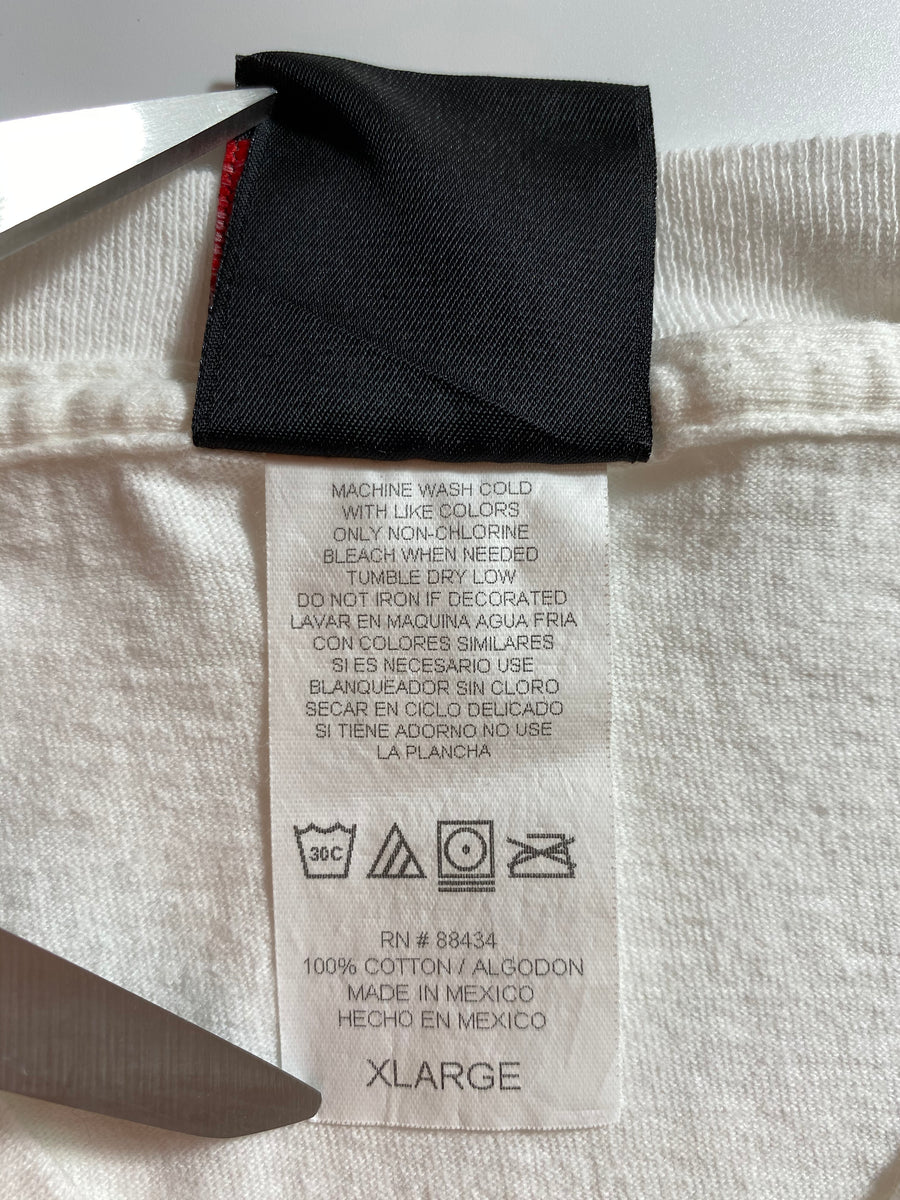 MACHINE WASH COLD
WITH LIKE COLORS
ONLY NON-CHLORINE
BLEACH WHEN NEEDED
TUMBLE DRY LOW
DO NOT IRON IF DECORATED
LAVAR EN MAQUINA AGUA FRIA
CON COLORES SIMILARES
SI ES NECESARIO USE
BLANQUEADOR SIN CLORO
SECAR EN CICLO DELICADO
SI TIENE ADORNO NO USE
LA PLANCHA
30C
RN # 88434
100% COTTON / ALGODON
MADE IN MEXICO
HECHO EN MEXICO
XLARGE